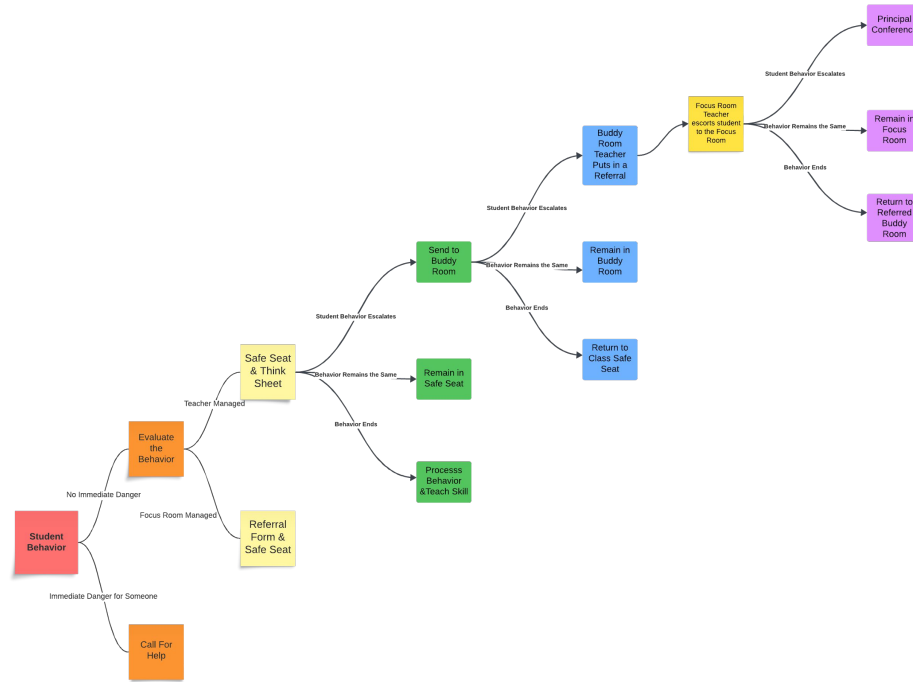 Principal
Conferenc
Student Behavior Escalates
Focus Room
Teacher
escorts student
to the Focus
Room
Behavior Remains the Same
Remain in
Focus
Room
Behavior Ends
Return to
Referred
Buddy
Room
Buddy
Room
Teacher
Puts in a
Referral
Student Behavior Escalates
Send to
Buddy
Room
Behavior Remains the Same
Remain in
Buddy
Room
Behavior Ends
Return to
Class Safe
Seat
Student Behavior Escalates
Safe Seat
& Think
Sheet
Behavior Remains the Same
Remain in
Safe Seat
Teacher Managed
Behavior Ends
Evaluate
the
Behavior
Processs
Behavior
&Teach Skill
No Immediate Danger
Focus Room Managed
Referral
Form &
Safe Seat
Student
Behavior
Immediate Danger for Someone
Call For
Help